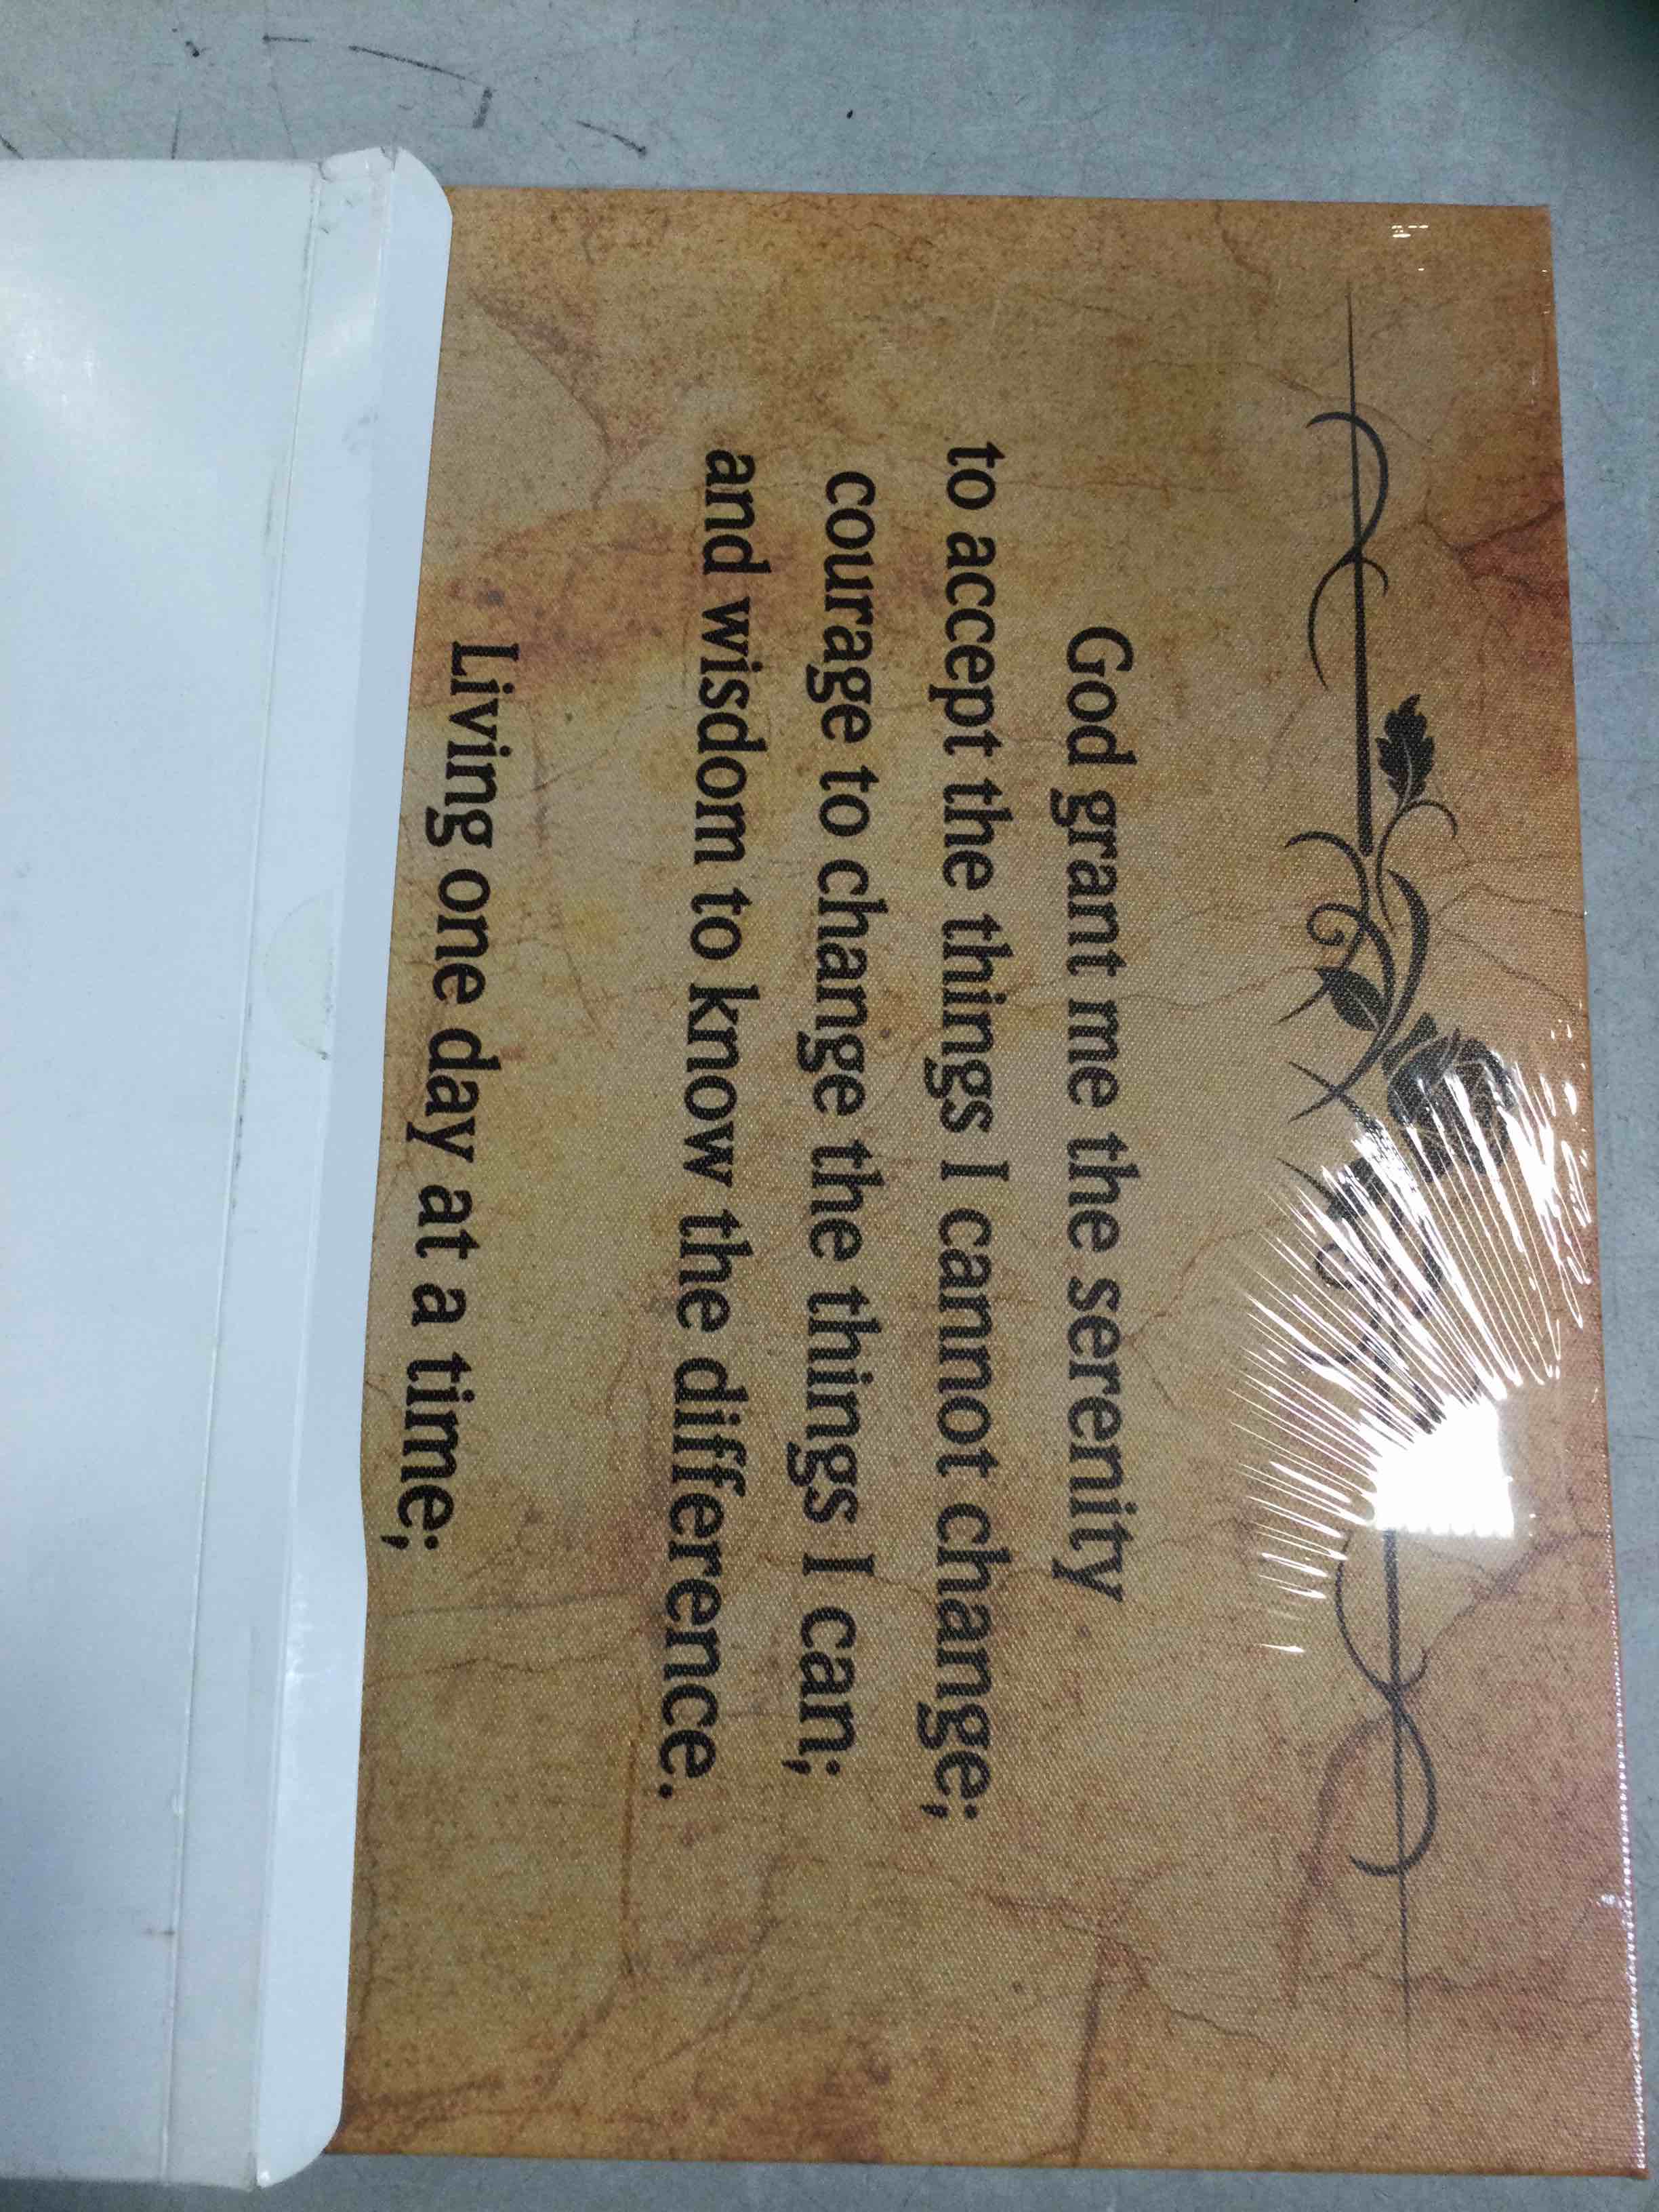 God grant me the serenity
to accept the things I cannot change;
courage to change the things I can;
and wisdom to know the difference.
Living one day at a time;